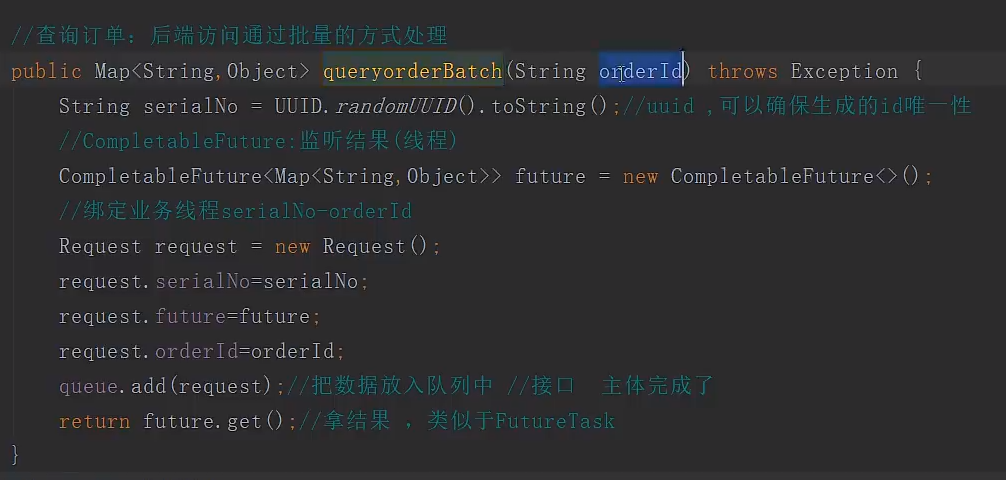 //查询订单：后端访问通过批量的方式处理
public Map<String,Object> queryorderBatch(String orderId) throws Exception {
String serialNo = UUID.randomUUID().toString();//uuid ,可以确保生成的id唯一性
//CompletableFuture:监听结果(线程)
CompletableFuture<Map<String,Object>> future = new CompletableFuture<>();
//绑定业务线程serialNo-orderId
Request request = new Request();
request.serialNo=serialNo;
request.future=future;
request.orderId=orderId;
queue.add(request);//把数据放入队列中 //接口  主体完成了
return future.get();//拿结果 ，类似于FutureTask
}